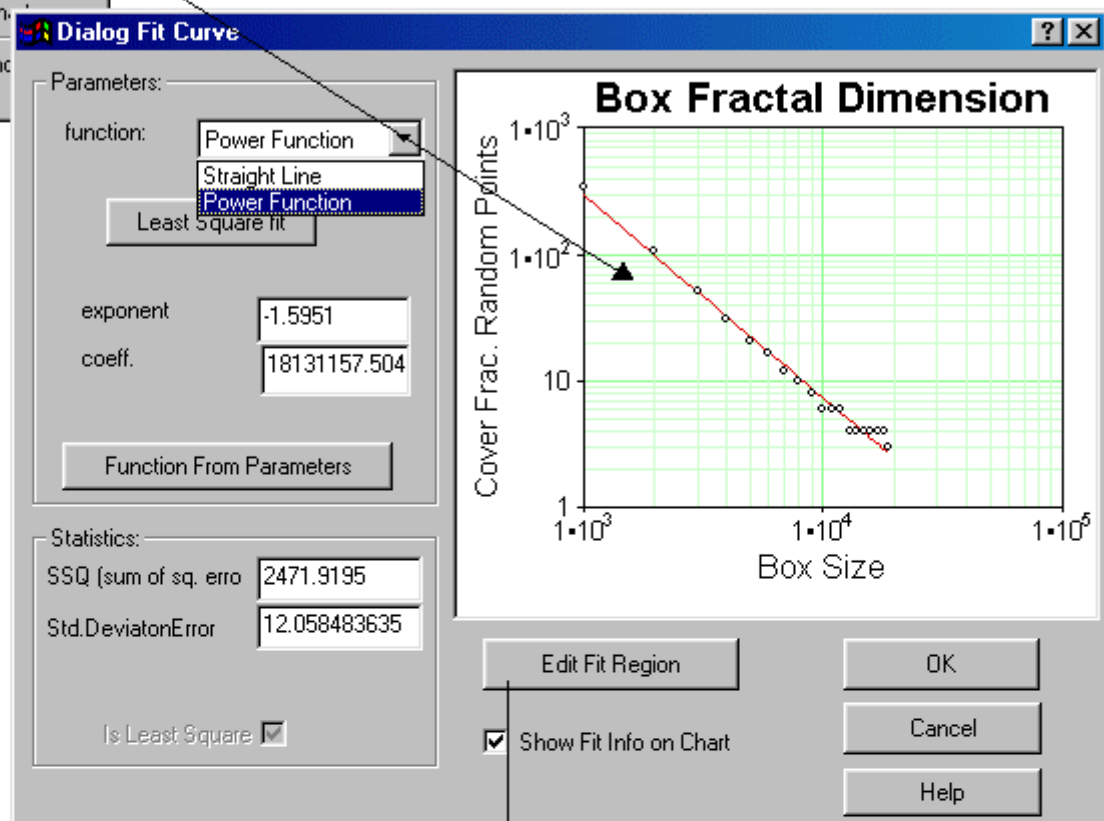 Dialog Fit Curve
Parameters:
function:
Power Function
Straight Line
Power Function
Least Square fit
exponent
-1.5951
coeff.
18131157.504
Function From Parameters
Statistics:
SSQ (sum of sq. erro
2471.9195
Std.DeviatonError
12.058483635
Is Least Square
Box Fractal Dimension
Cover Frac. Random Points
1•10³
1•10²
10
1
1•10³
1•10⁴
1•10⁵
Box Size
Edit Fit Region
Show Fit Info on Chart
OK
Cancel
Help